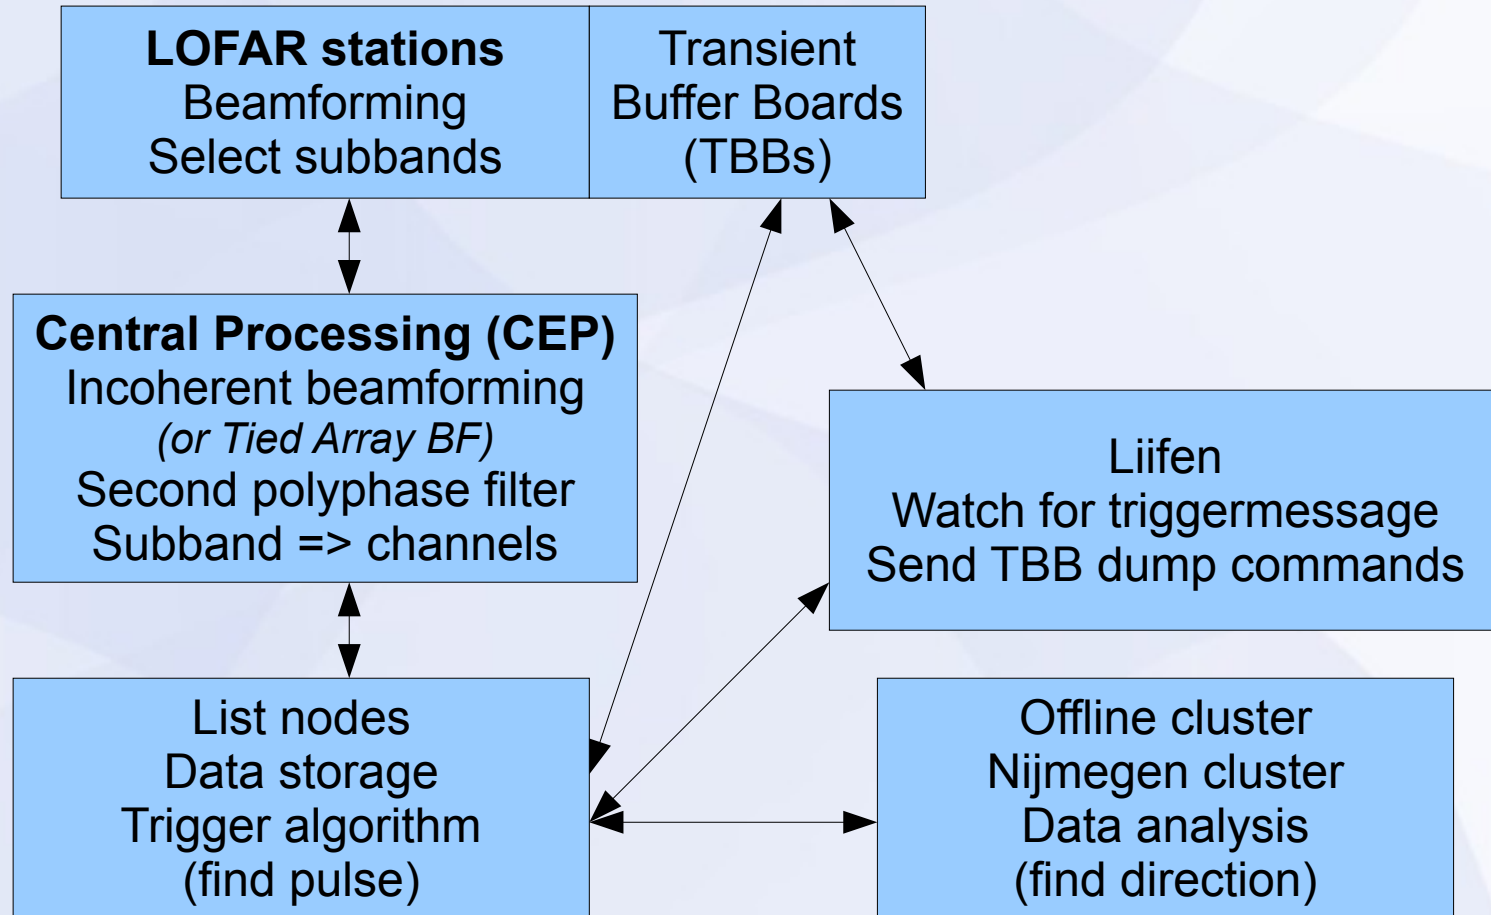 LOFAR stations
Beamforming
Select subbands
Transient
Buffer Boards
(TBBs)
Central Processing (CEP)
Incoherent beamforming
(or Tied Array BF)
Second polyphase filter
Subband => channels
Liifen
Watch for triggermessage
Send TBB dump commands
List nodes
Data storage
Trigger algorithm
(find pulse)
Offline cluster
Nijmegen cluster
Data analysis
(find direction)